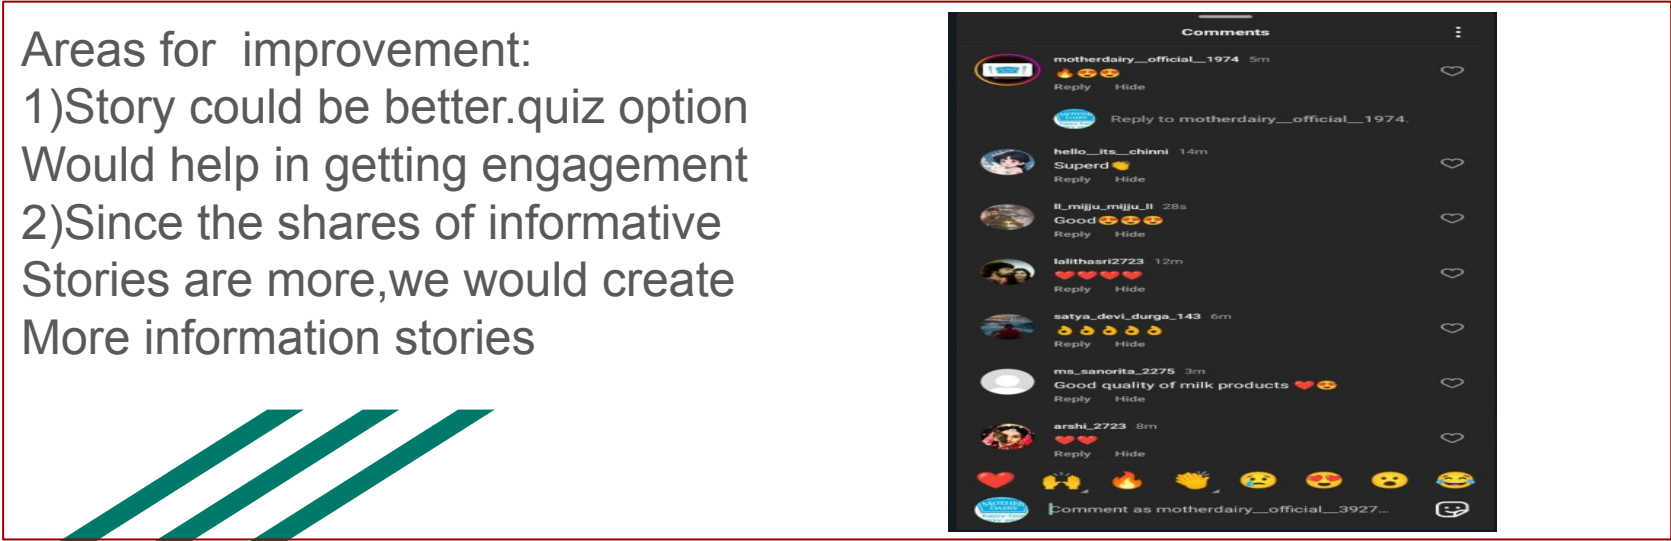 Areas for  improvement:
1)Story could be better.quiz option
Would help in getting engagement
2)Since the shares of informative
Stories are more,we would create
More information stories
Comments
motherdairy__official__1974 5m
🔥😍😍
Reply Hide
Reply to motherdairy__official__1974.
hello__its__chinni 14m
Superd👏
Reply Hide
ll_mijju_mijju_ll 28s
Good😍😍😍
Reply Hide
lalithasri2723 12m
❤️❤️❤️❤️
Reply Hide
satya_devi_durga_143 6m
👌👌👌👌👌
Reply Hide
ms_sanorita_2275 3m
Good quality of milk products ❤️😍
Reply Hide
arshi_2723 8m
❤️❤️
Reply Hide
Comment as motherdairy__official__3927...